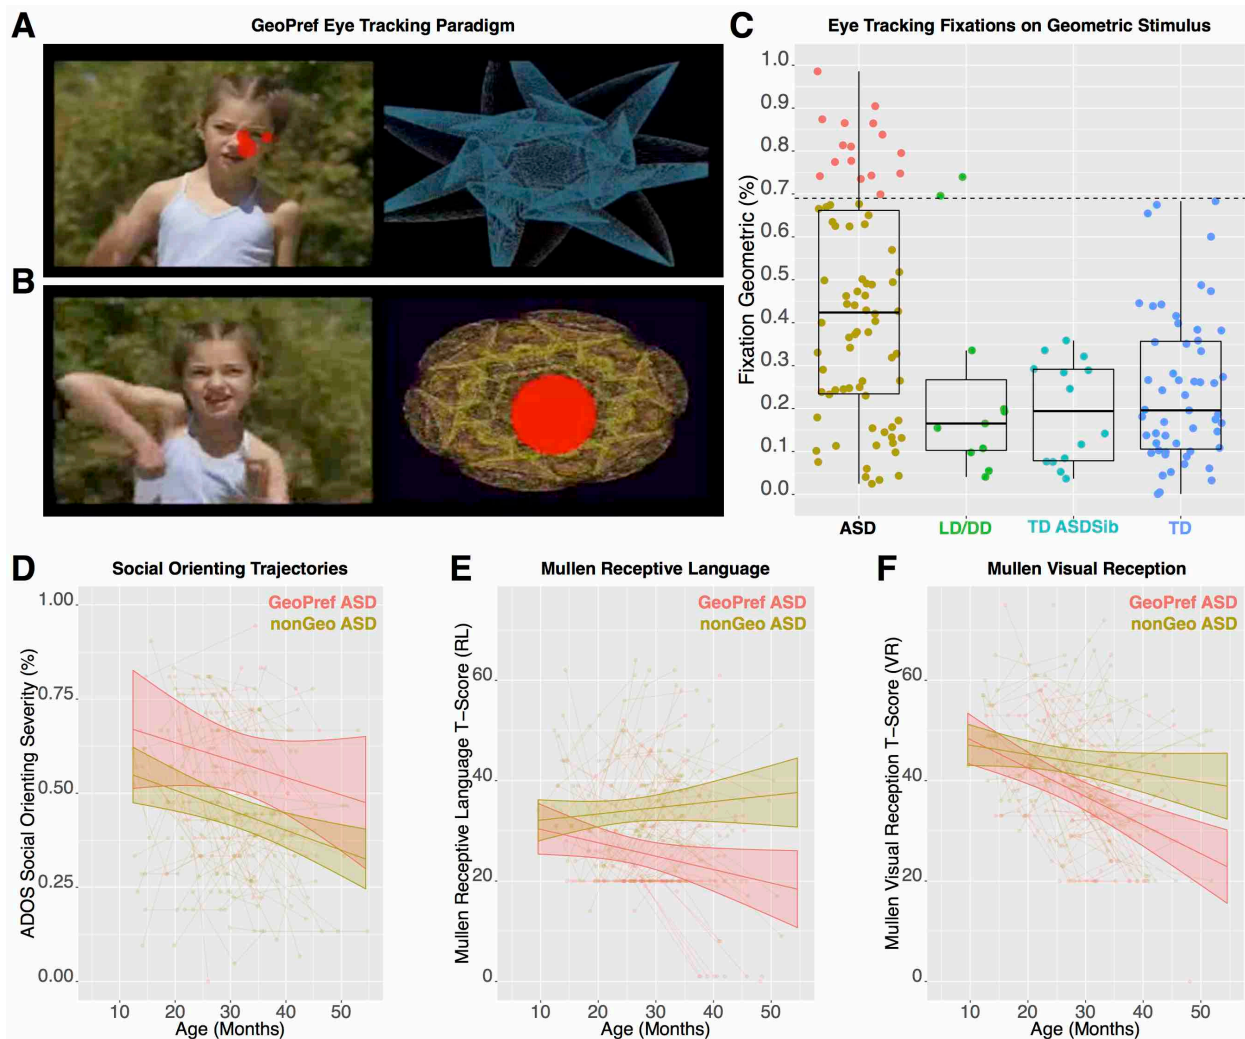 A
GeoPref Eye Tracking Paradigm
B
C
Eye Tracking Fixations on Geometric Stimulus
Fixation Geometric (%)
1.0
0.9
0.8
0.7
0.6
0.5
0.4
0.3
0.2
0.1
0.0
ASD
LD/DD
TD ASDSib
TD
D
Social Orienting Trajectories
GeoPref ASD
nonGeo ASD
ADOS Social Orienting Severity (%)
1.00
0.75
0.50
0.25
0.00
10
20
30
40
50
Age (Months)
E
Mullen Receptive Language
GeoPref ASD
nonGeo ASD
Mullen Receptive Language T-Score (RL)
60
40
20
0
10
20
30
40
50
Age (Months)
F
Mullen Visual Reception
GeoPref ASD
nonGeo ASD
Mullen Visual Reception T-Score (VR)
60
40
20
0
10
20
30
40
50
Age (Months)